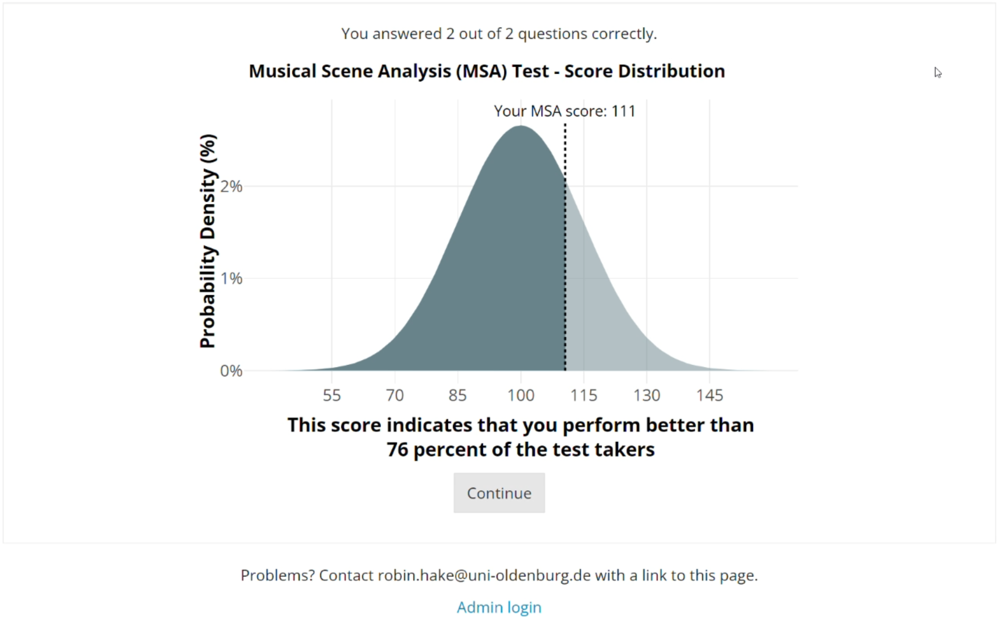 You answered 2 out of 2 questions correctly.
Musical Scene Analysis (MSA) Test - Score Distribution
Your MSA score: 111
Probability Density (%)
2%
1%
0%
55 70 85 100 115 130 145
This score indicates that you perform better than
76 percent of the test takers
Continue
Problems? Contact robin.hake@uni-oldenburg.de with a link to this page.
Admin login